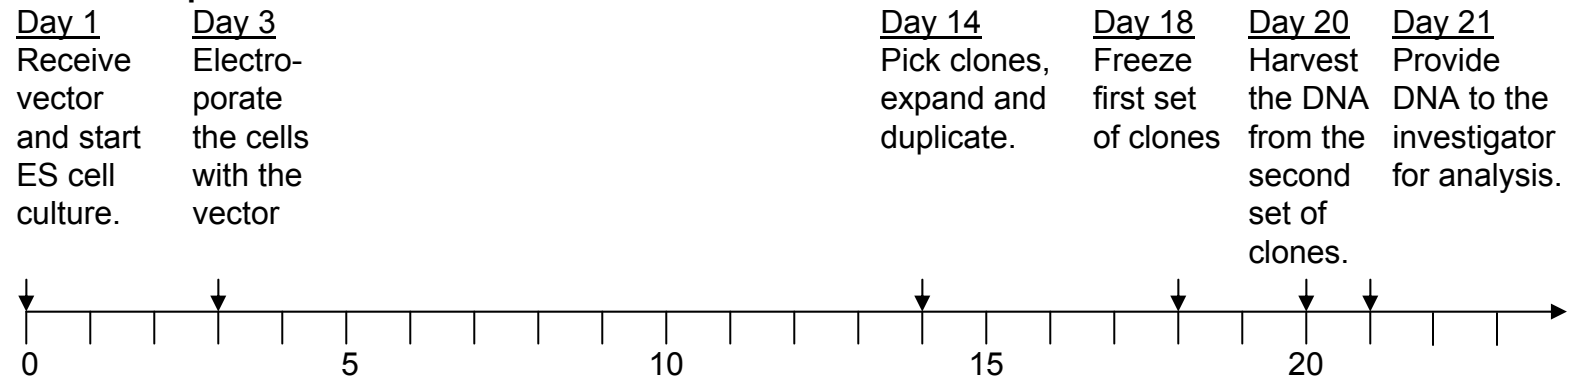 Day 1
Receive
vector
and start
ES cell
culture.
Day 3
Electro-
porate
the cells
with the
vector
Day 14
Pick clones,
expand and
duplicate.
Day 18
Freeze
first set
of clones
Day 20
Harvest
the DNA
from the
second
set of
clones.
Day 21
Provide
DNA to the
investigator
for analysis.
0
5
10
15
20